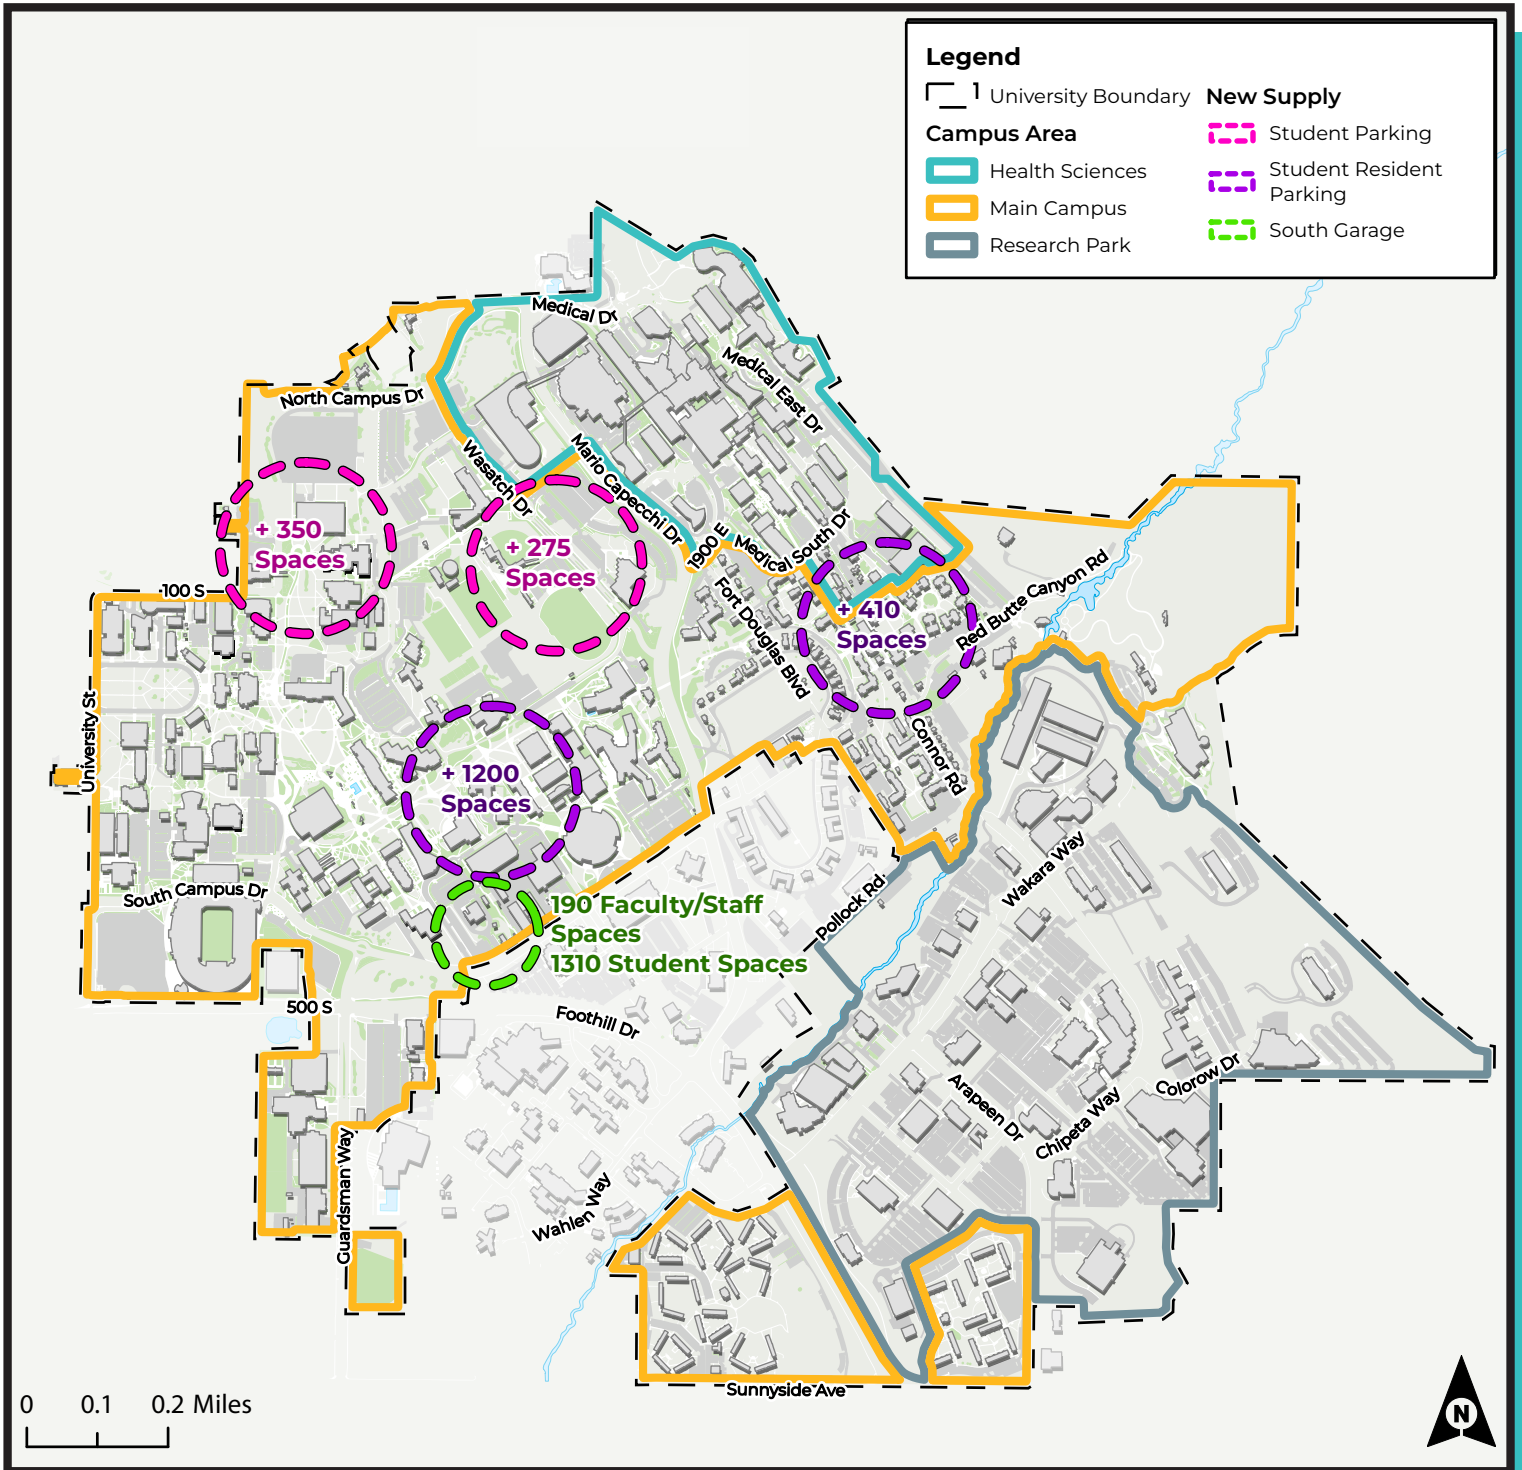 Legend
University Boundary
Campus Area
Health Sciences
Main Campus
Research Park
New Supply
Student Parking
Student Resident
Parking
South Garage
Medical Dr
North Campus Dr
Medical East Dr
Wasatch Dr
Mario Capecchi Dr
1900 E
Medical South Dr
+ 350
Spaces
+ 275
Spaces
100 S
Fort Douglas Blvd
+ 410
Spaces
Red Butte Canyon Rd
University St
Connor Rd
+ 1200
Spaces
Wakara Way
South Campus Dr
Pollock Rd
190 Faculty/Staff
Spaces
1310 Student Spaces
500 S
Foothill Dr
Arapeen Dr
Chipeta Way
Colorow Dr
Guardsman Way
Wahlen Way
Sunnyside Ave
0 0.1 0.2 Miles
N